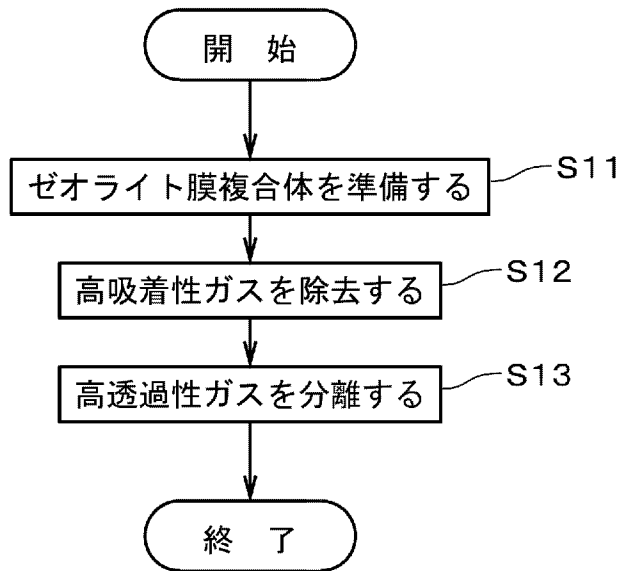 開　始
ゼオライト膜複合体を準備する
S11
高吸着性ガスを除去する
S12
高透過性ガスを分離する
S13
終　了